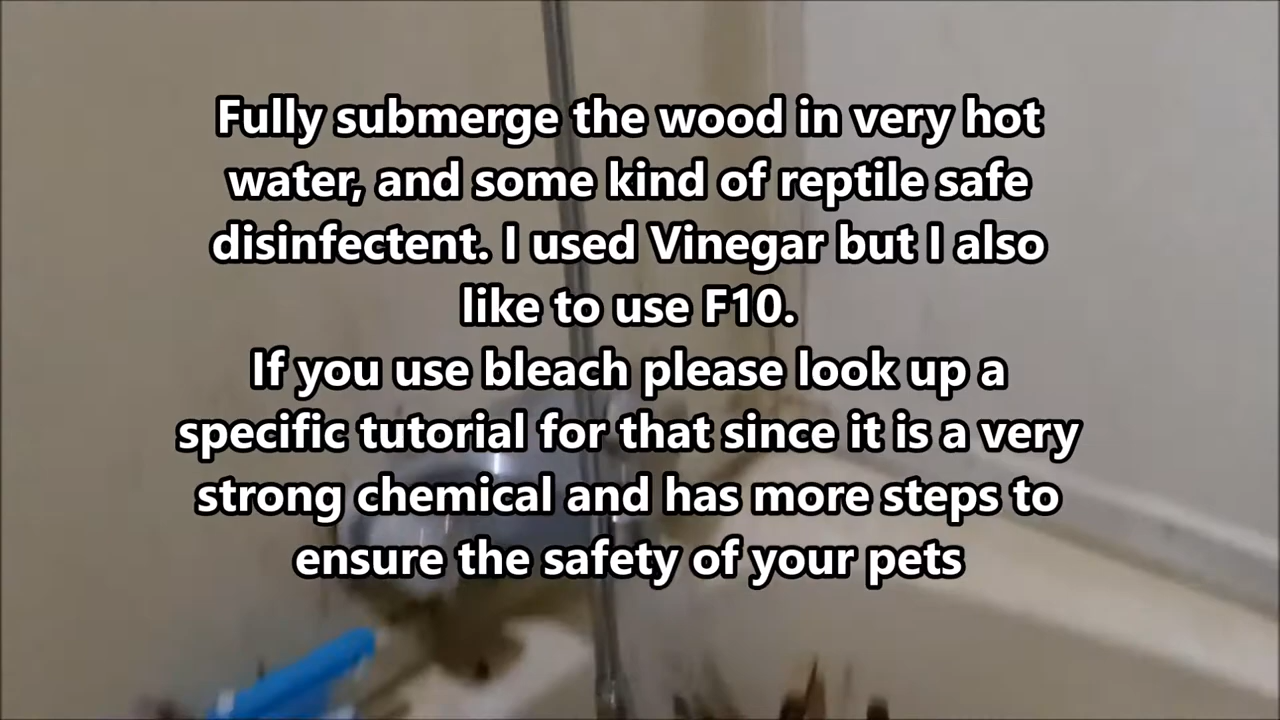 Fully submerge the wood in very hot
water, and some kind of reptile safe
disinfectent. I used Vinegar but I also
like to use F10.
If you use bleach please look up a
specific tutorial for that since it is a very
strong chemical and has more steps to
ensure the safety of your pets